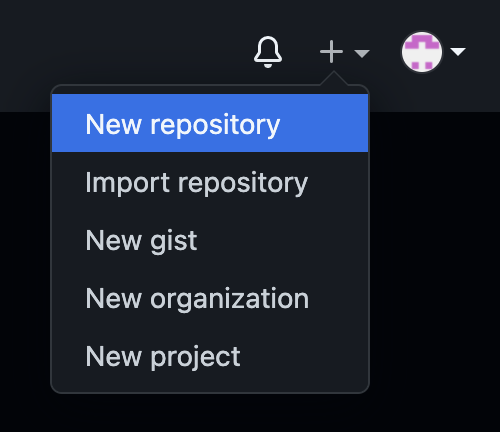 New repository
Import repository
New gist
New organization
New project